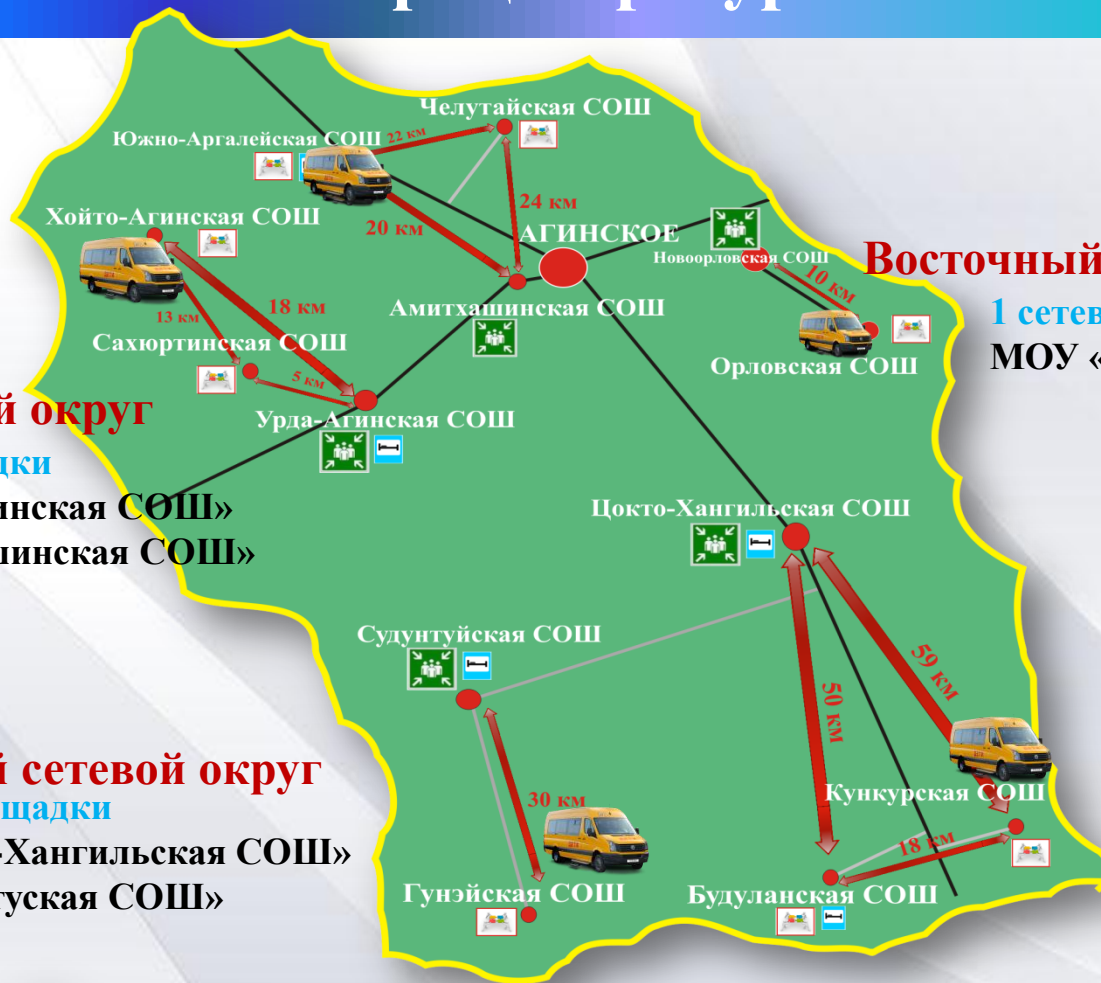 Челутайская СОШ
Южно-Аргалейская СОШ
22 км
Хойто-Агинская СОШ
20 км
24 км
АГИНСКОЕ
Новоорловская СОШ
10 км
Восточный
1 сетев
МОУ «
13 км
18 км
Амитхашинская СОШ
Сахюртинская СОШ
Орловская СОШ
5 км
й округ
Урда-Агинская СОШ
дки
инская СОШ»
шинская СОШ»
Цокто-Хангильская СОШ
Судунтуйская СОШ
59 км
50 км
й сетевой округ
щадки
-Хангильская СОШ»
туская СОШ»
30 км
Кункурская СОШ
18 км
Гунэйская СОШ
Будуланская СОШ